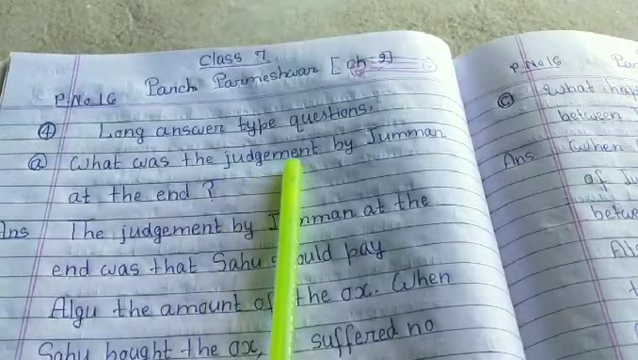 Class 7
P.No 16 Panch Parmeshwar [ch-2]
④ Long answer type questions.
ⓐ What was the judgement by Jumman
at the end ?
Ans The judgement by Jumman at the
end was that Sahu should pay
Algu the amount of the ox. When
Sahu bought the ox, suffered no
P.No 16
ⓒ What
between
Ans When
of Ju